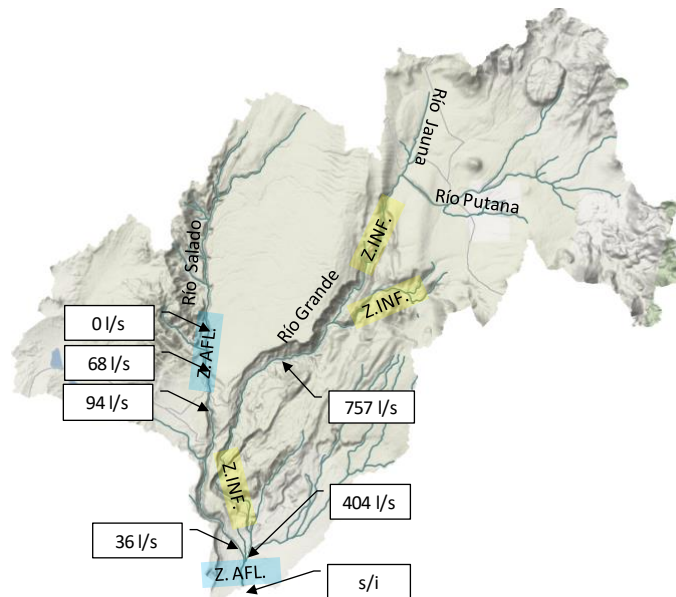 Río Jauna
Río Putana
Z.INF.
Río Salado
Z.INF.
Río Grande
0 l/s
Z. AFL.
68 l/s
94 l/s
757 l/s
Z.INF.
404 l/s
36 l/s
Z. AFL.
s/i